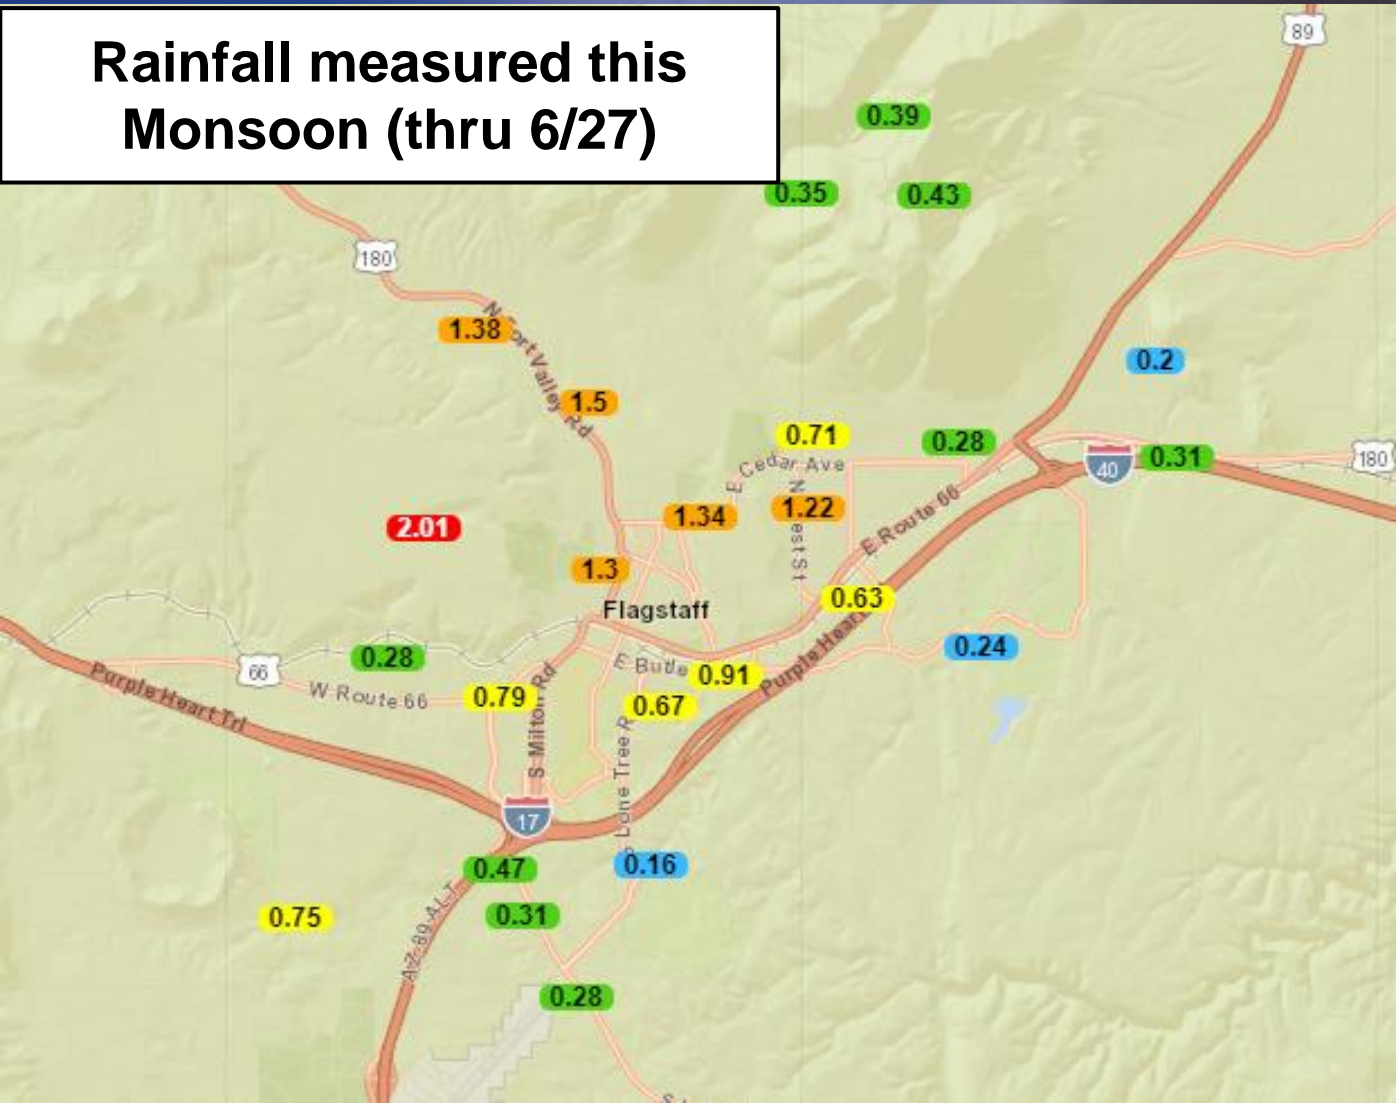 Rainfall measured this
Monsoon (thru 6/27)
89
0.39
0.35
0.43
180
1.38
N Fort Valley Rd
0.2
1.5
0.71
0.28
E Cedar Ave
40
0.31
180
1.34
1.22
N est St
E Route 66
2.01
1.3
Flagstaff
0.63
Purple Heart
0.24
0.28
66
E Butle
0.91
Purple Heart Trl
W Route 66
0.79
S Milton Rd
0.67
Lone Tree R
17
0.47
0.16
0.75
AZ-89 ALT
0.31
0.28